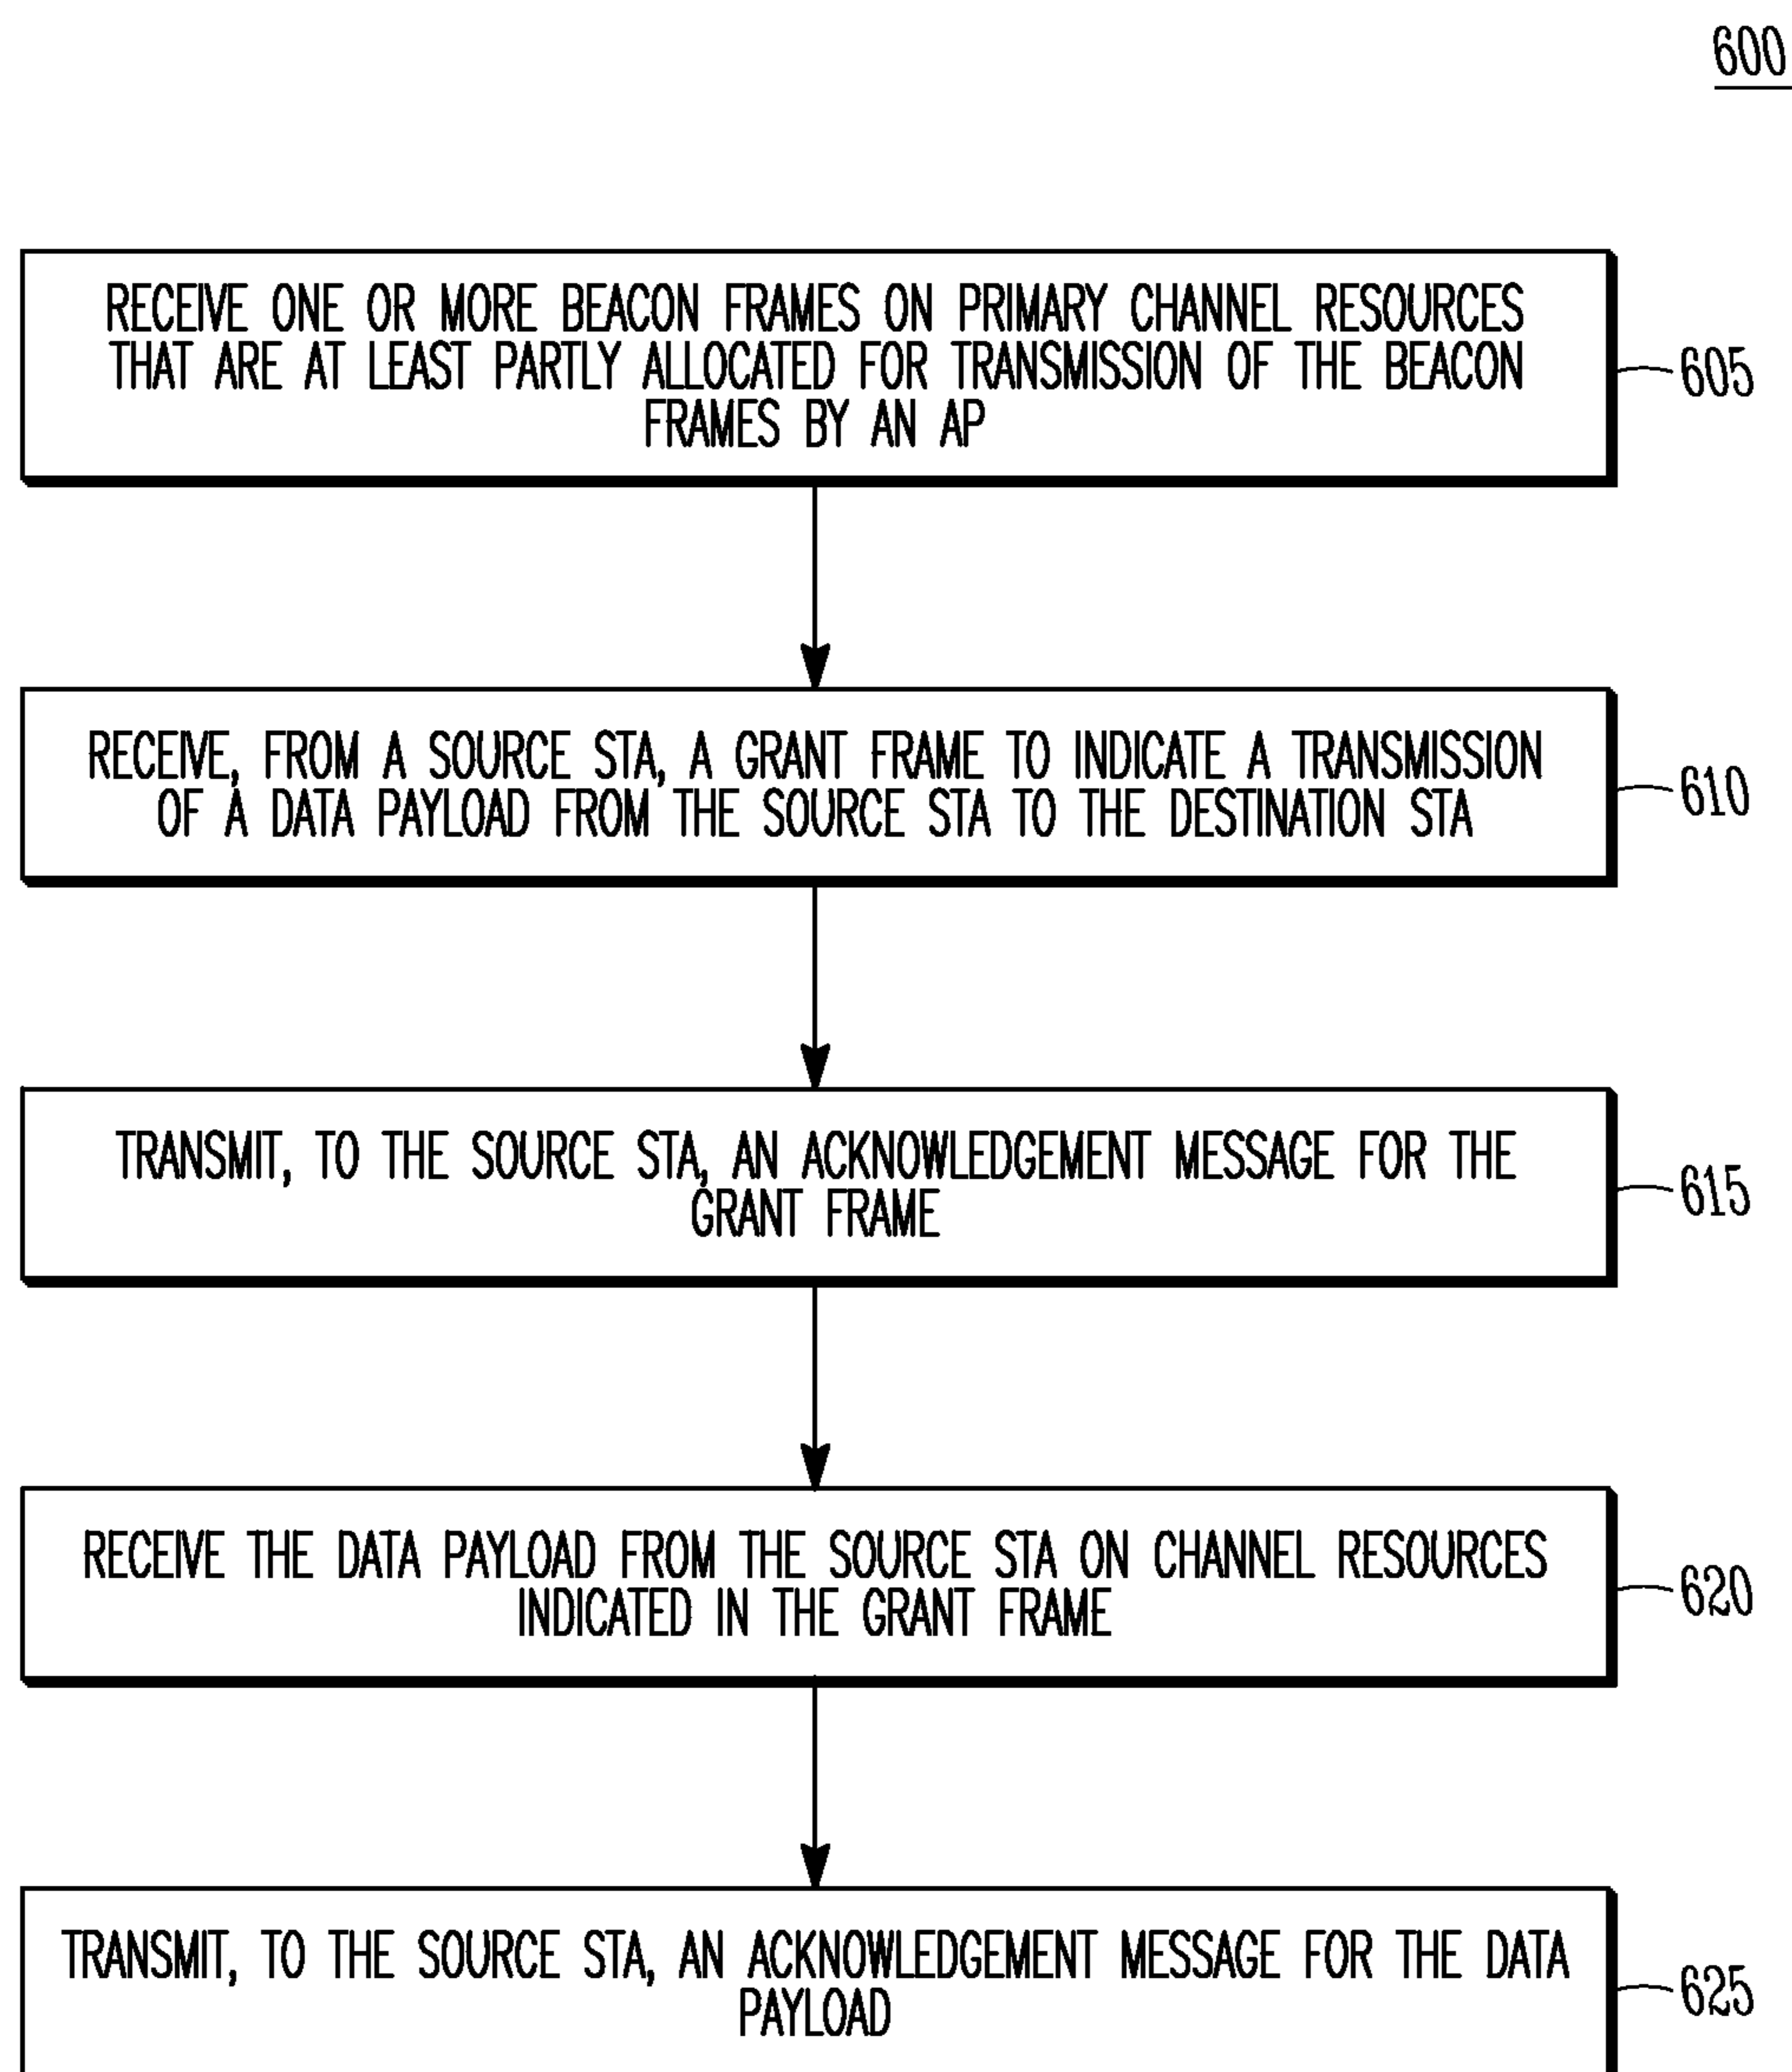 600
RECEIVE ONE OR MORE BEACON FRAMES ON PRIMARY CHANNEL RESOURCES
THAT ARE AT LEAST PARTLY ALLOCATED FOR TRANSMISSION OF THE BEACON
FRAMES BY AN AP
605
RECEIVE, FROM A SOURCE STA, A GRANT FRAME TO INDICATE A TRANSMISSION
OF A DATA PAYLOAD FROM THE SOURCE STA TO THE DESTINATION STA
610
TRANSMIT, TO THE SOURCE STA, AN ACKNOWLEDGEMENT MESSAGE FOR THE
GRANT FRAME
615
RECEIVE THE DATA PAYLOAD FROM THE SOURCE STA ON CHANNEL RESOURCES
INDICATED IN THE GRANT FRAME
620
TRANSMIT, TO THE SOURCE STA, AN ACKNOWLEDGEMENT MESSAGE FOR THE DATA
PAYLOAD
625